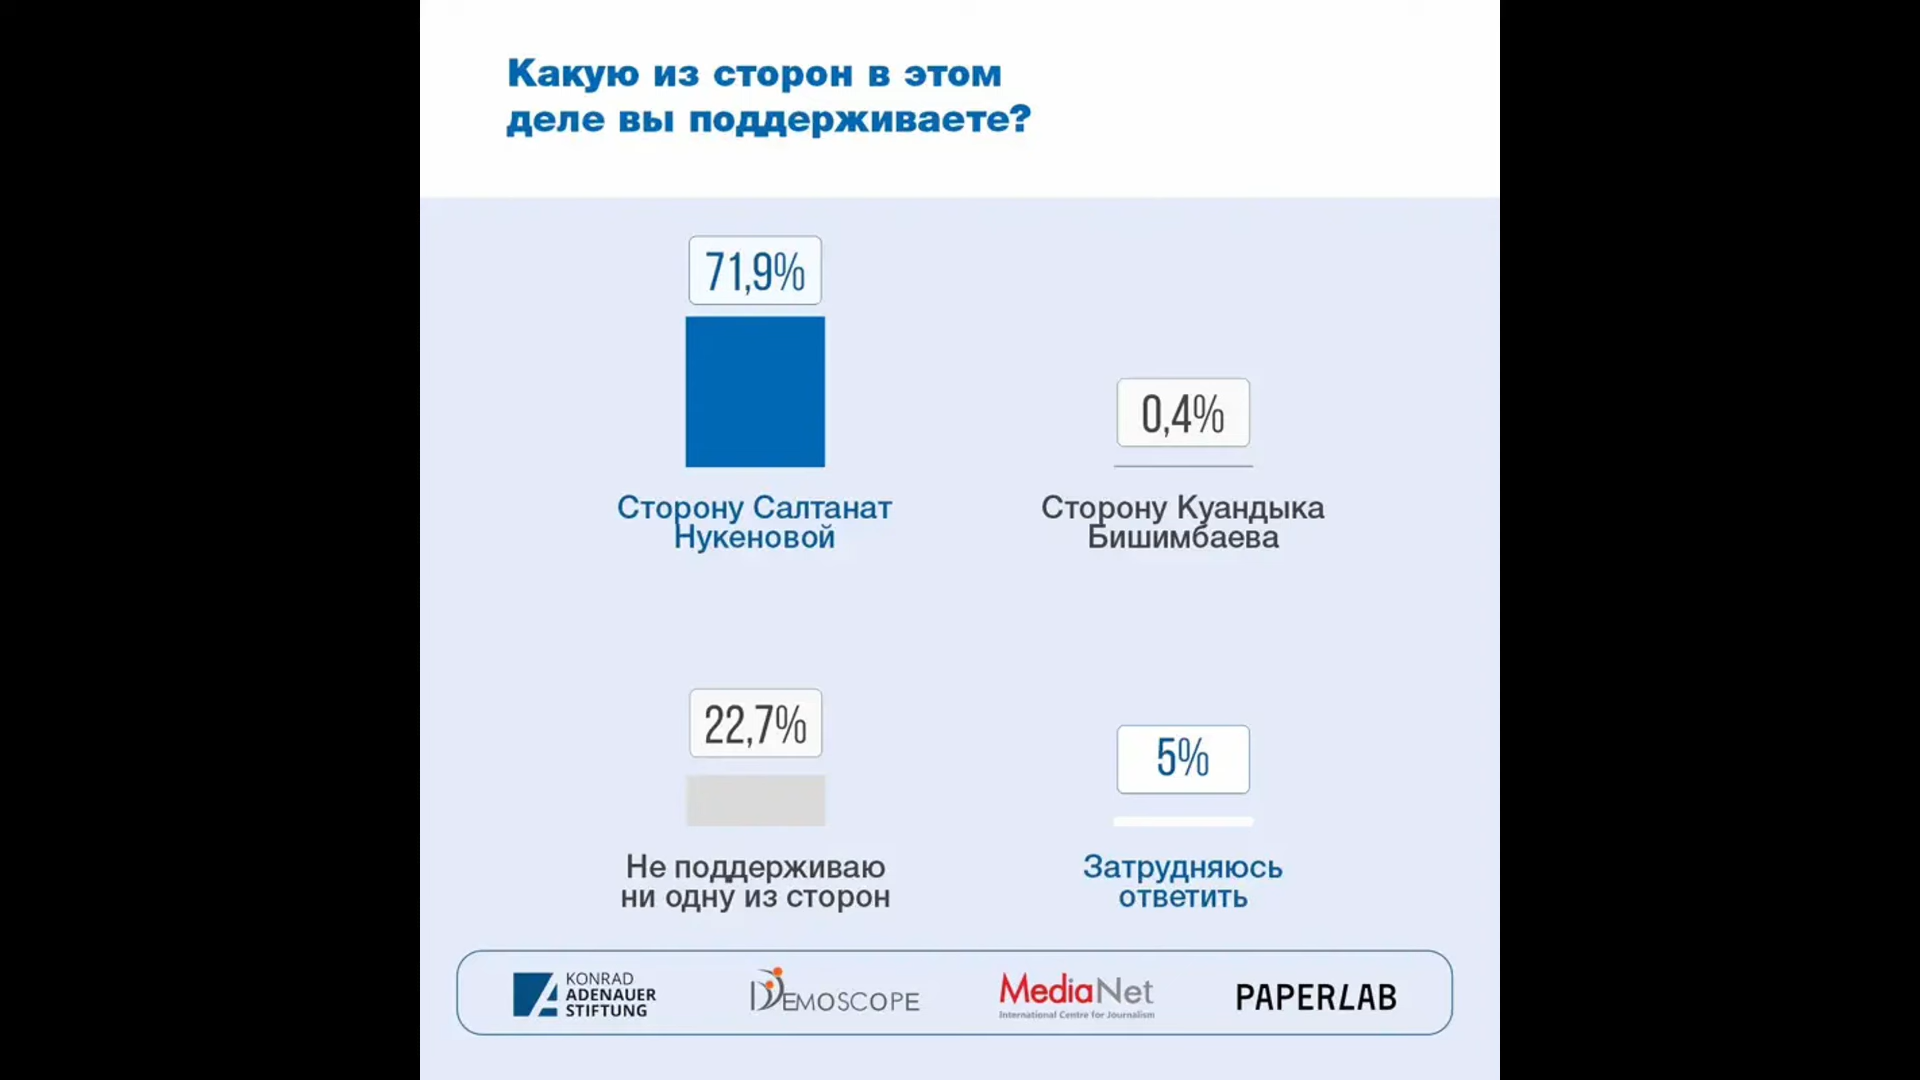 Какую из сторон в этом
деле вы поддерживаете?
71,9%
0,4%
Сторону Салтанат
Нукеновой
Сторону Куандыка
Бишимбаева
22,7%
5%
Не поддерживаю
ни одну из сторон
Затрудняюсь
ответить
KONRAD
ADENAUER
STIFTUNG
DEMOSCOPE
MediaNet
International Centre for Journalism
PAPERLAB